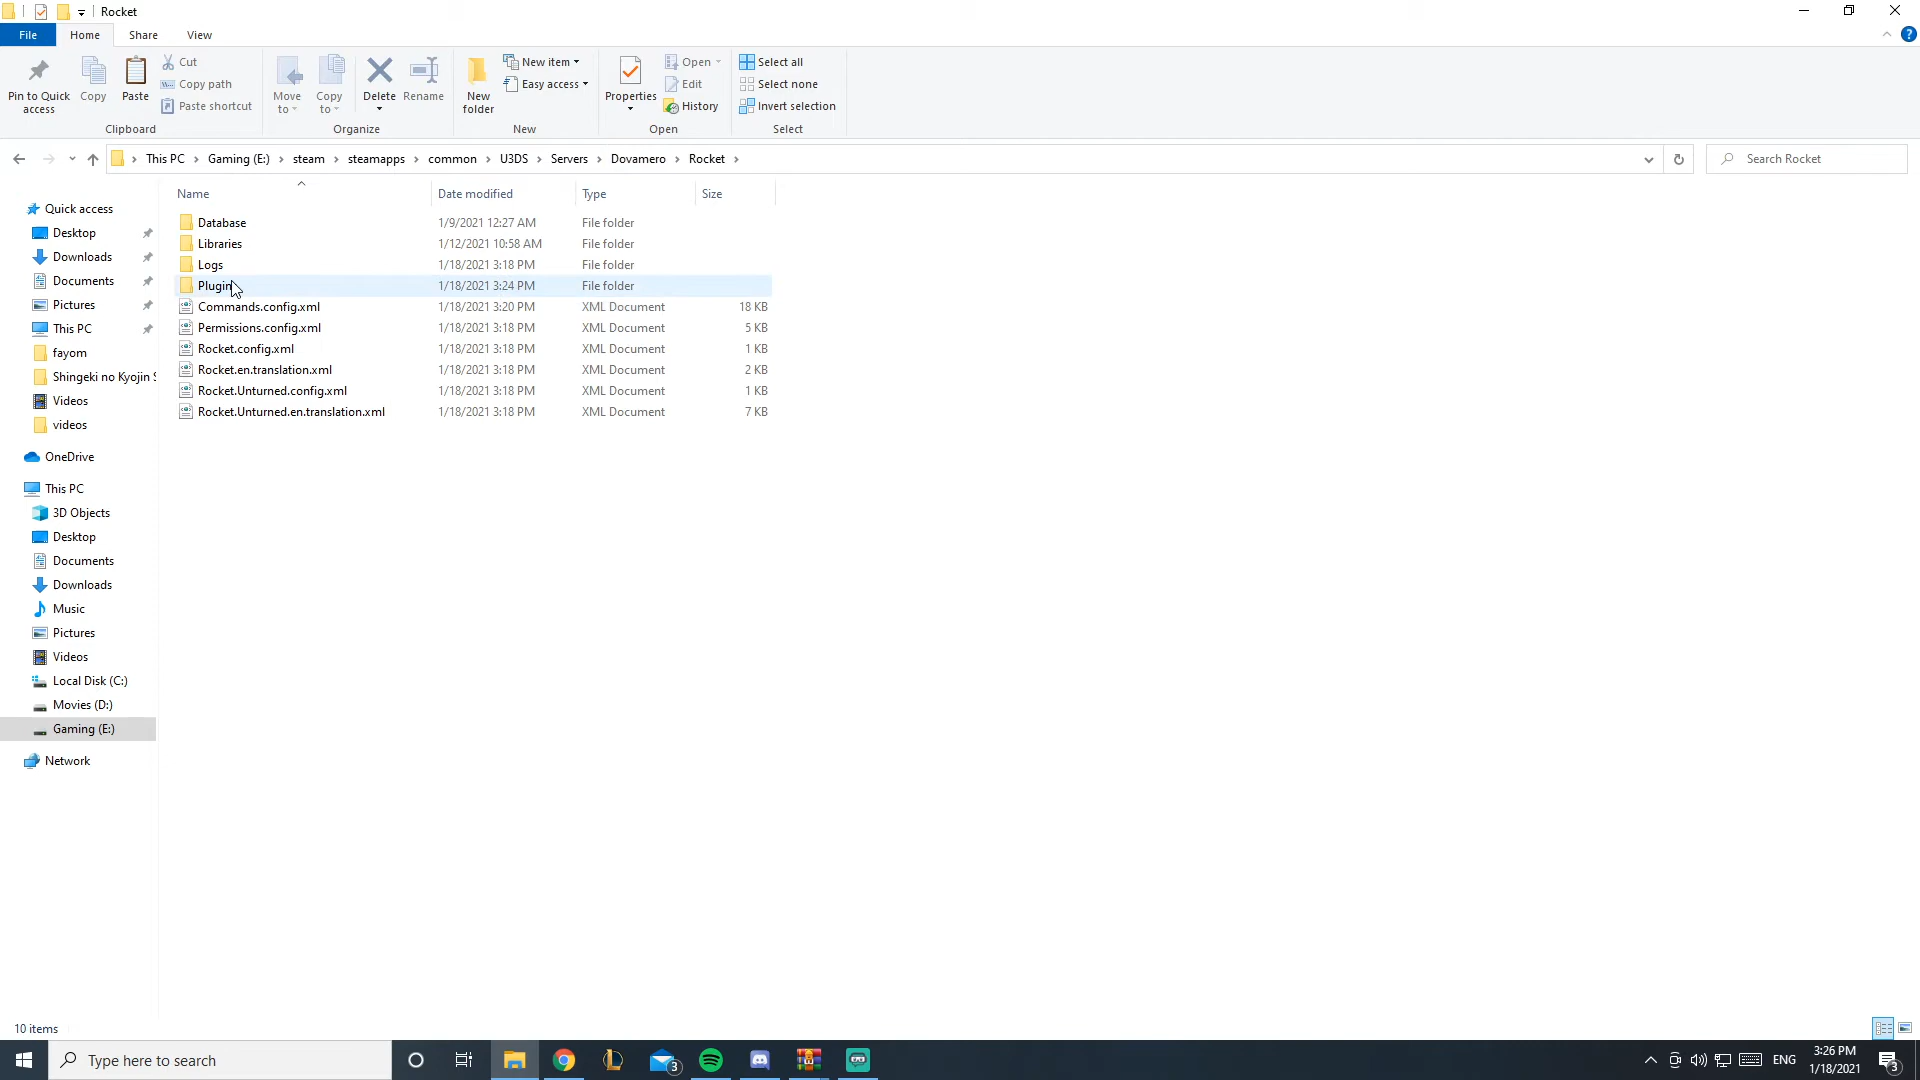 Rocket
File Home Share View
Pin to Quick access
Copy
Paste
Cut
Copy path
Paste shortcut
Clipboard
Move to
Copy to
Delete
Rename
Organize
New folder
New item
Easy access
New
Properties
Open
Edit
History
Open
Select all
Select none
Invert selection
Select
This PC > Gaming (E:) > steam > steamapps > common > U3DS > Servers > Dovamero > Rocket >
Search Rocket
Name Date modified Type Size
Database 1/9/2021 12:27 AM File folder
Libraries 1/12/2021 10:58 AM File folder
Logs 1/18/2021 3:18 PM File folder
Plugin 1/18/2021 3:24 PM File folder
Commands.config.xml 1/18/2021 3:20 PM XML Document 18 KB
Permissions.config.xml 1/18/2021 3:18 PM XML Document 5 KB
Rocket.config.xml 1/18/2021 3:18 PM XML Document 1 KB
Rocket.en.translation.xml 1/18/2021 3:18 PM XML Document 2 KB
Rocket.Unturned.config.xml 1/18/2021 3:18 PM XML Document 1 KB
Rocket.Unturned.en.translation.xml 1/18/2021 3:18 PM XML Document 7 KB
Quick access
Desktop
Downloads
Documents
Pictures
This PC
fayom
Shingeki no Kyojin S
Videos
videos
OneDrive
This PC
3D Objects
Desktop
Documents
Downloads
Music
Pictures
Videos
Local Disk (C:)
Movies (D:)
Gaming (E:)
Network
10 items
Type here to search
3
ENG
3:26 PM
1/18/2021
3